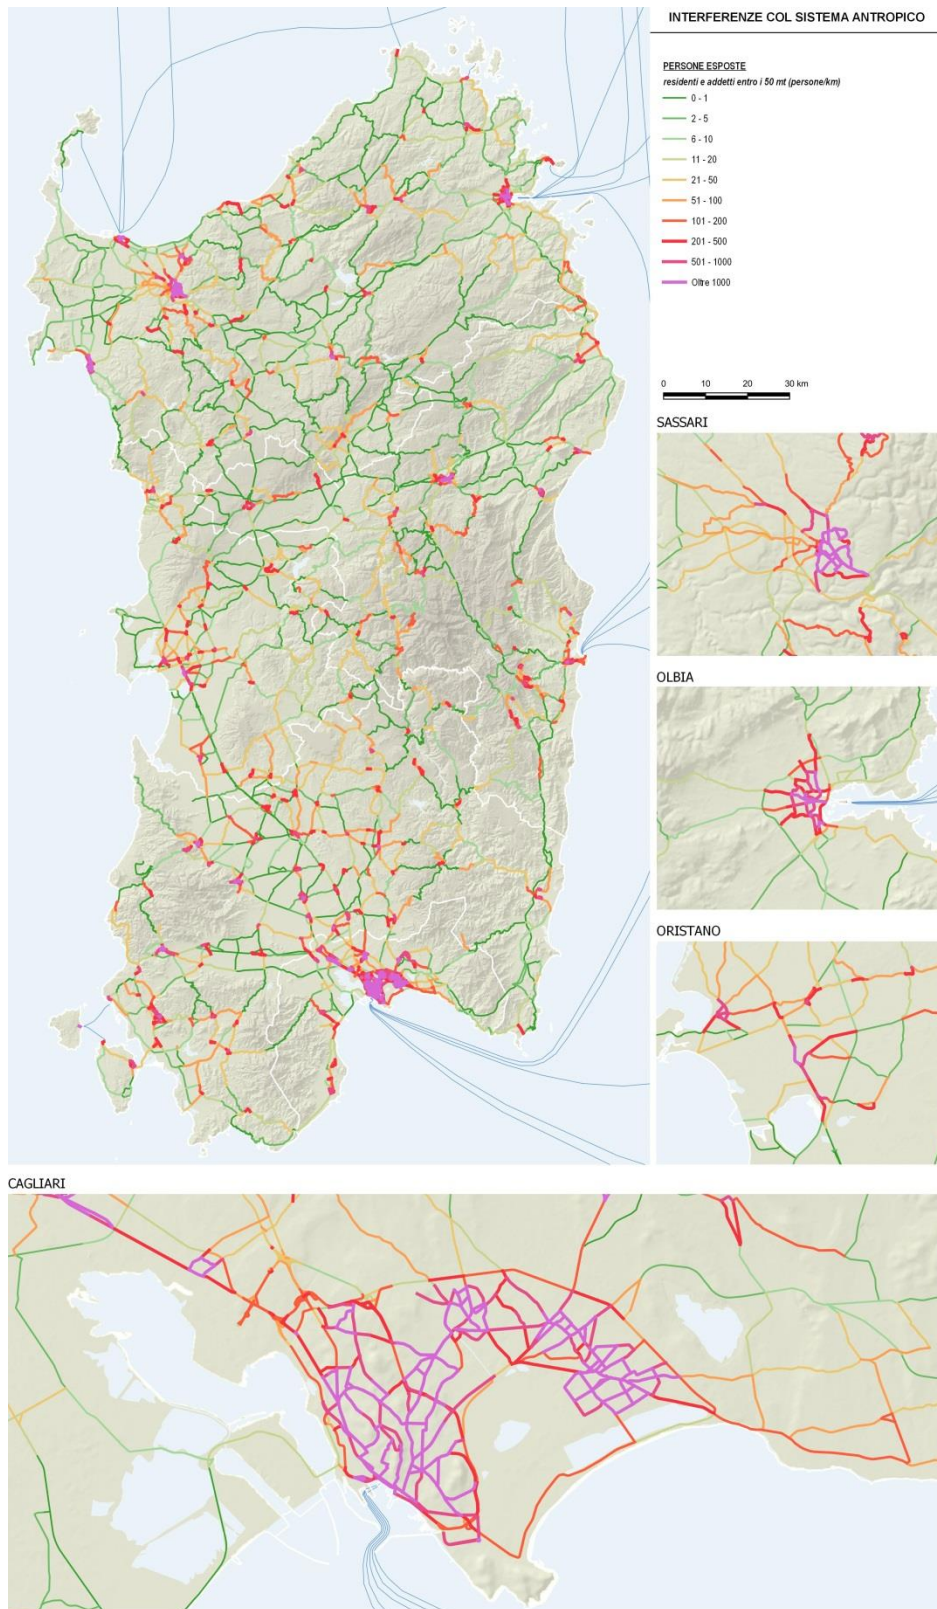 INTERFERENZE COL SISTEMA ANTROPICO
PERSONE ESPOSTE
residenti e addetti entro i 50 mt (persone/km)
0 - 1
2 - 5
6 - 10
11 - 20
21 - 50
51 - 100
101 - 200
201 - 500
501 - 1000
Oltre 1000
0 10 20 30 km
SASSARI
OLBIA
ORISTANO
CAGLIARI